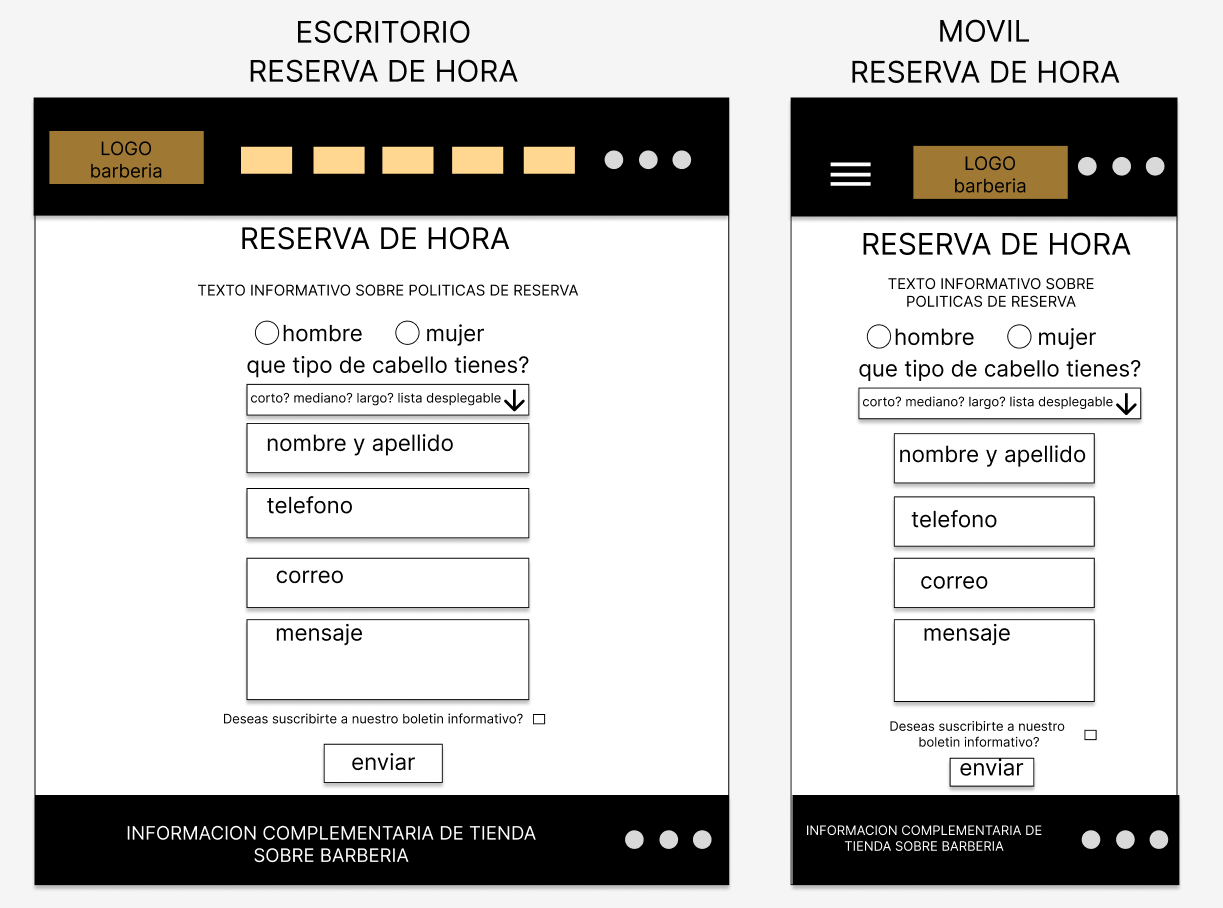 ESCRITORIO
RESERVA DE HORA
LOGO
barberia
RESERVA DE HORA
TEXTO INFORMATIVO SOBRE POLITICAS DE RESERVA
hombre mujer
que tipo de cabello tienes?
corto? mediano? largo? lista desplegable
nombre y apellido
telefono
correo
mensaje
Deseas suscribirte a nuestro boletin informativo?
enviar
INFORMACION COMPLEMENTARIA DE TIENDA
SOBRE BARBERIA
MOVIL
RESERVA DE HORA
LOGO
barberia
RESERVA DE HORA
TEXTO INFORMATIVO SOBRE
POLITICAS DE RESERVA
hombre mujer
que tipo de cabello tienes?
corto? mediano? largo? lista desplegable
nombre y apellido
telefono
correo
mensaje
Deseas suscribirte a nuestro
boletin informativo?
enviar
INFORMACION COMPLEMENTARIA DE
TIENDA SOBRE BARBERIA